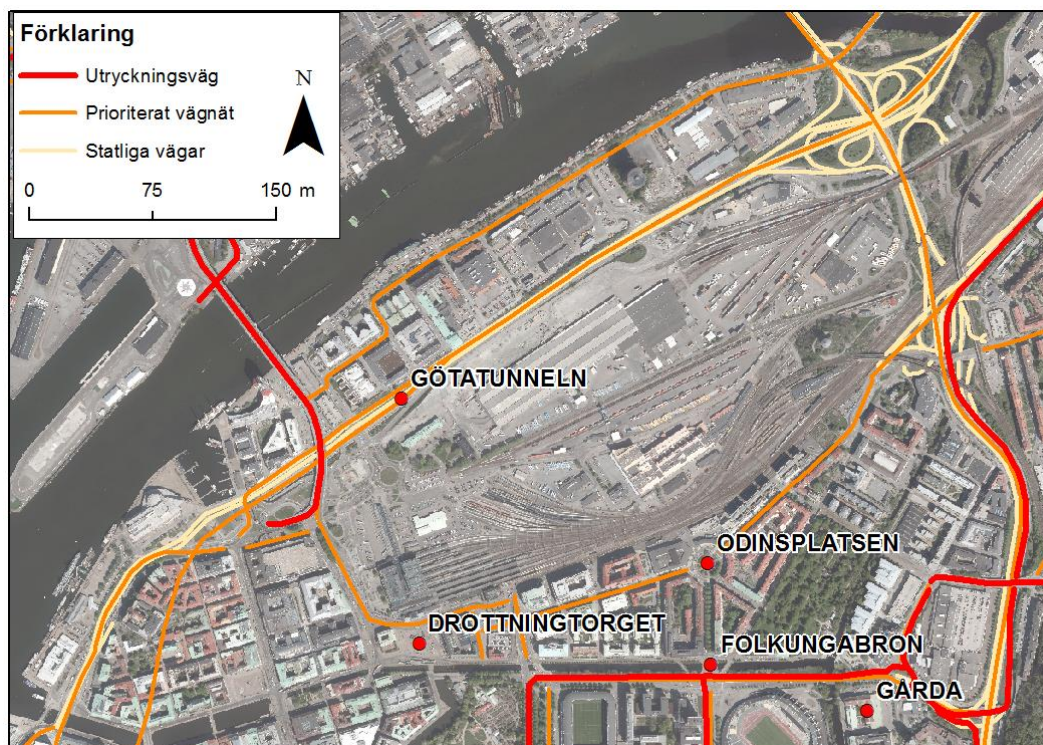 Förklaring
Utryckningsväg
N
Prioriterat vägnät
Statliga vägar
0 75 150 m
GÖTATUNNELN
ODINSPLATSEN
DROTTNINGTORGET
FOLKUNGABRON
GÅRDA